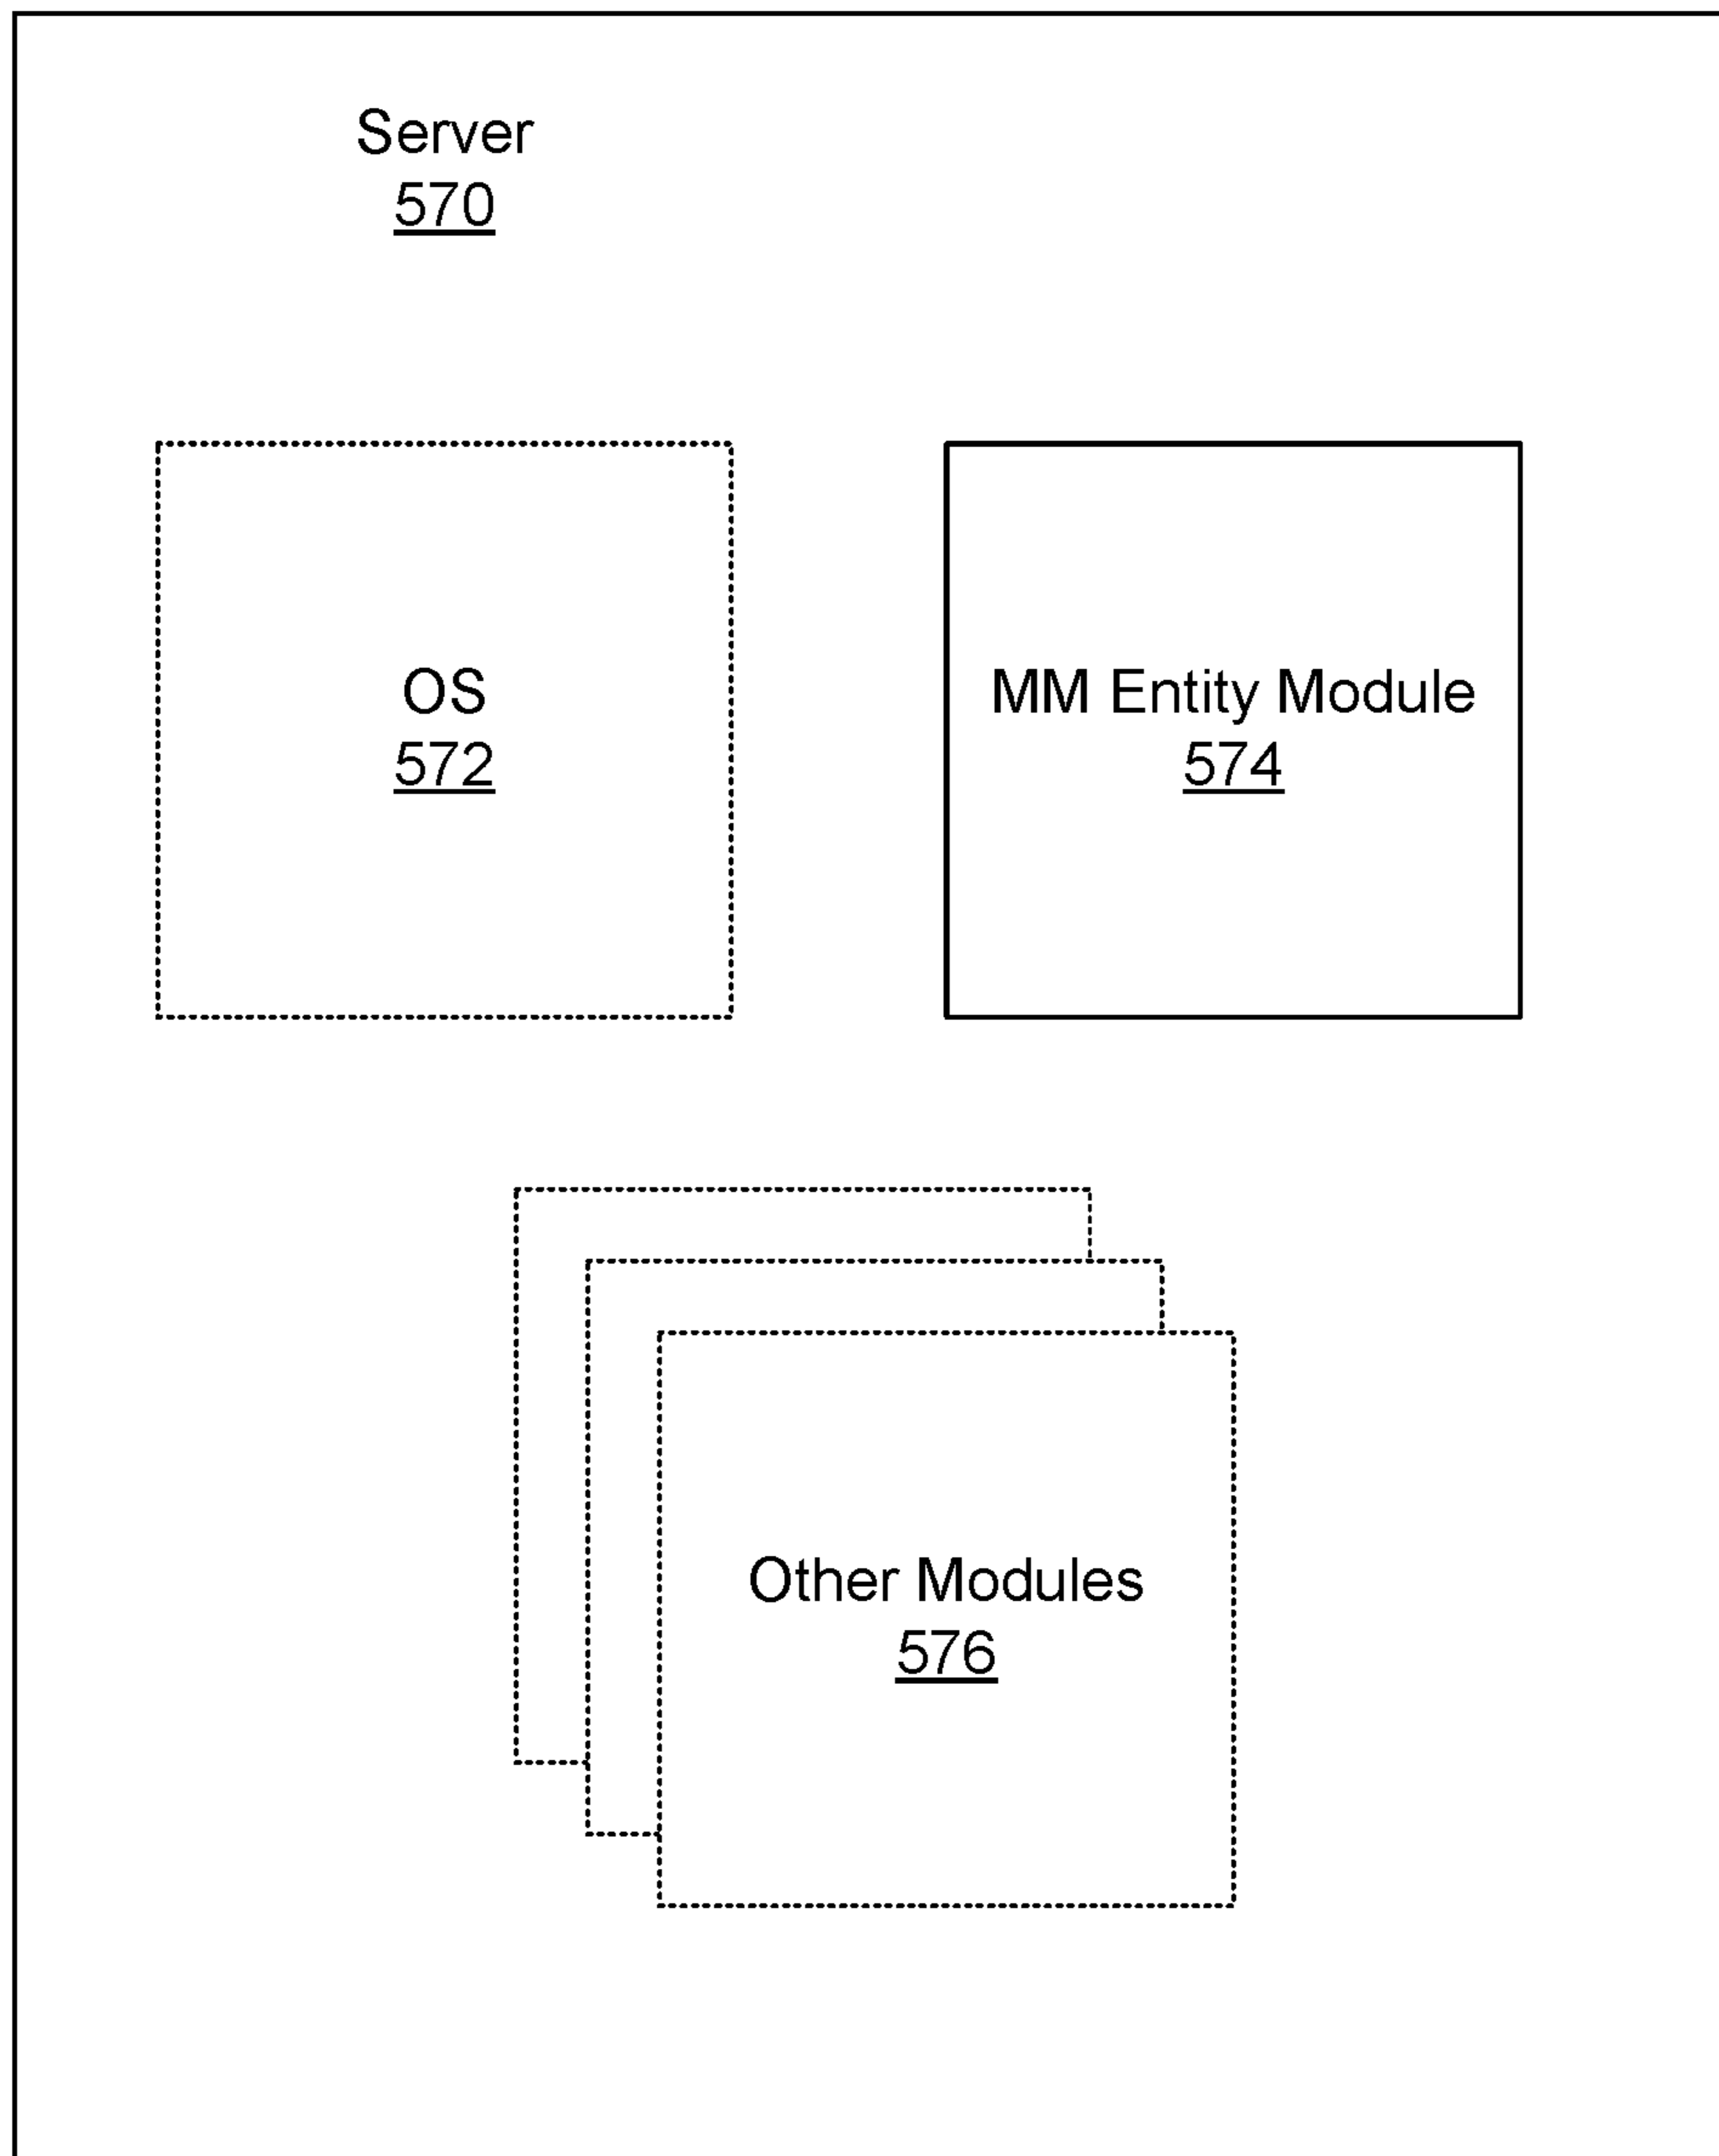 Server
570
OS
572
MM Entity Module
574
Other Modules
576